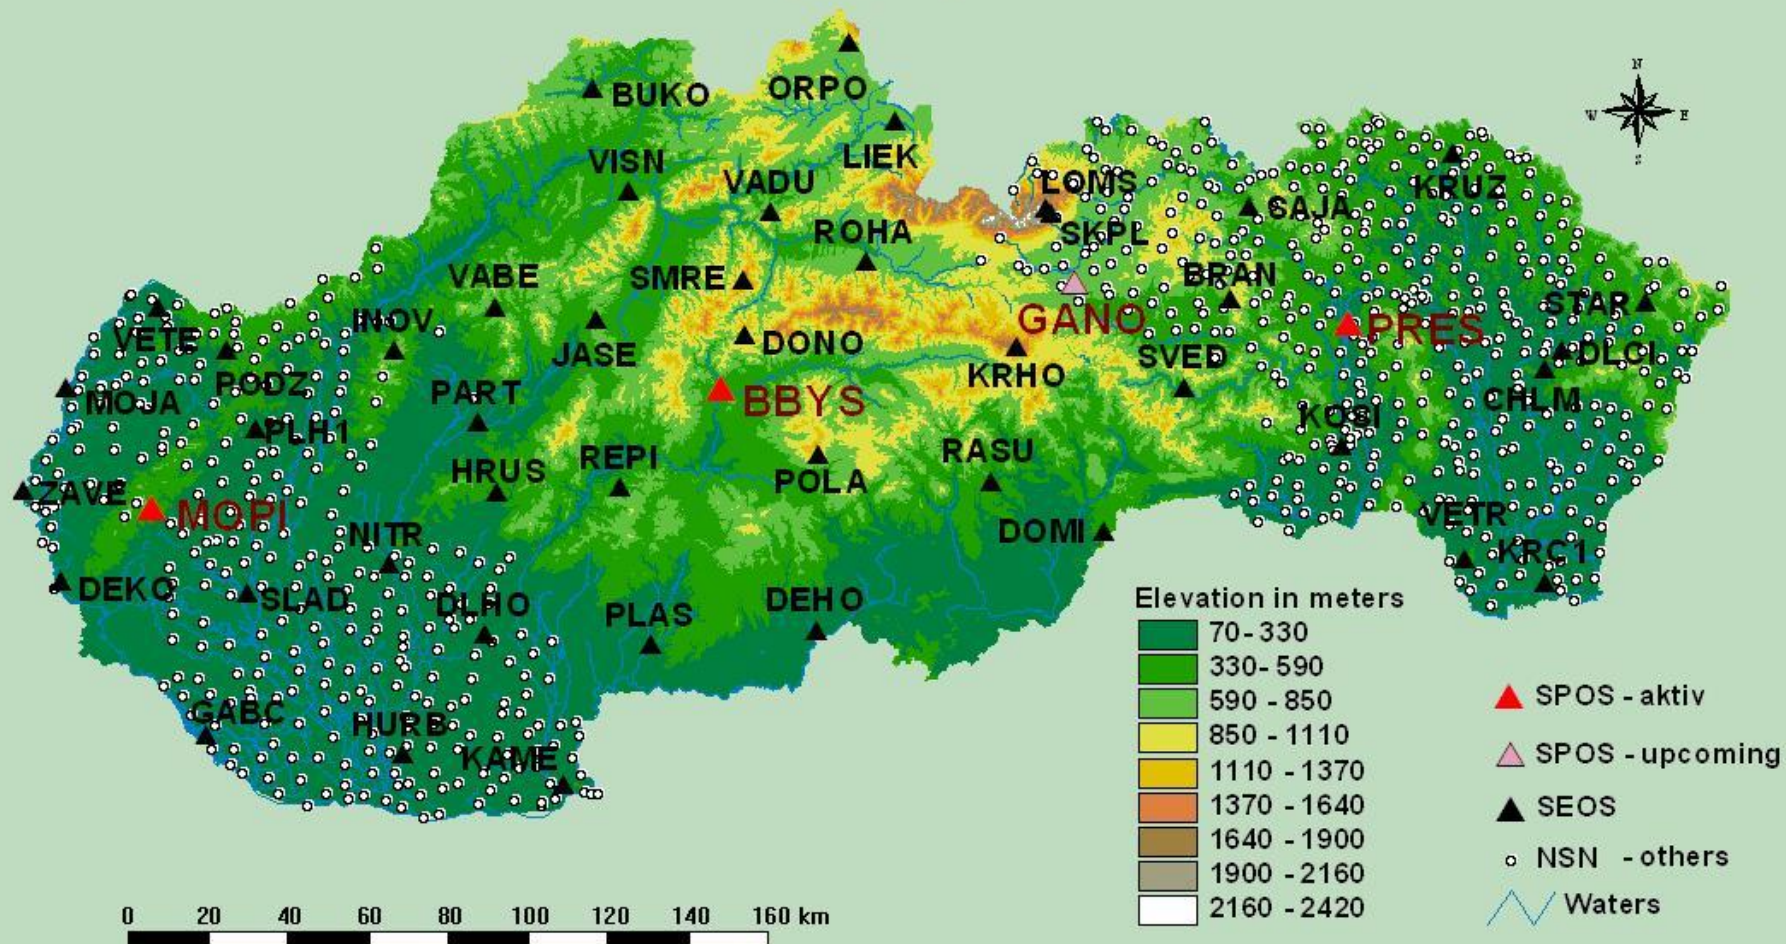 N
W
E
S
ORPO
BUKO
LIEK
VISN
VADU
LOMS
KRUZ
SAJA
ROHA
SKPL
VABE
SMRE
BRAN
INOV
GANO
STAR
VETE
JASE
DONO
PRES
PODZ
SVED
DLCI
KRHO
PART
BBYS
MOJA
CHLM
KOSI
PLH1
RASU
HRUS
REPI
POLA
ZAVE
MOPI
NITR
DOMI
VETR
KRC1
DEKO
SLAD
DLHO
PLAS
DEHO
GABC
HURB
KAME
Elevation in meters
70-330
330-590
590 -850
850 -1110
1110 -1370
1370 -1640
1640 -1900
1900 -2160
2160 -2420
SPOS -aktiv
SPOS -upcoming
SEOS
NSN -others
Waters
0 20 40 60 80 100 120 140 160 km